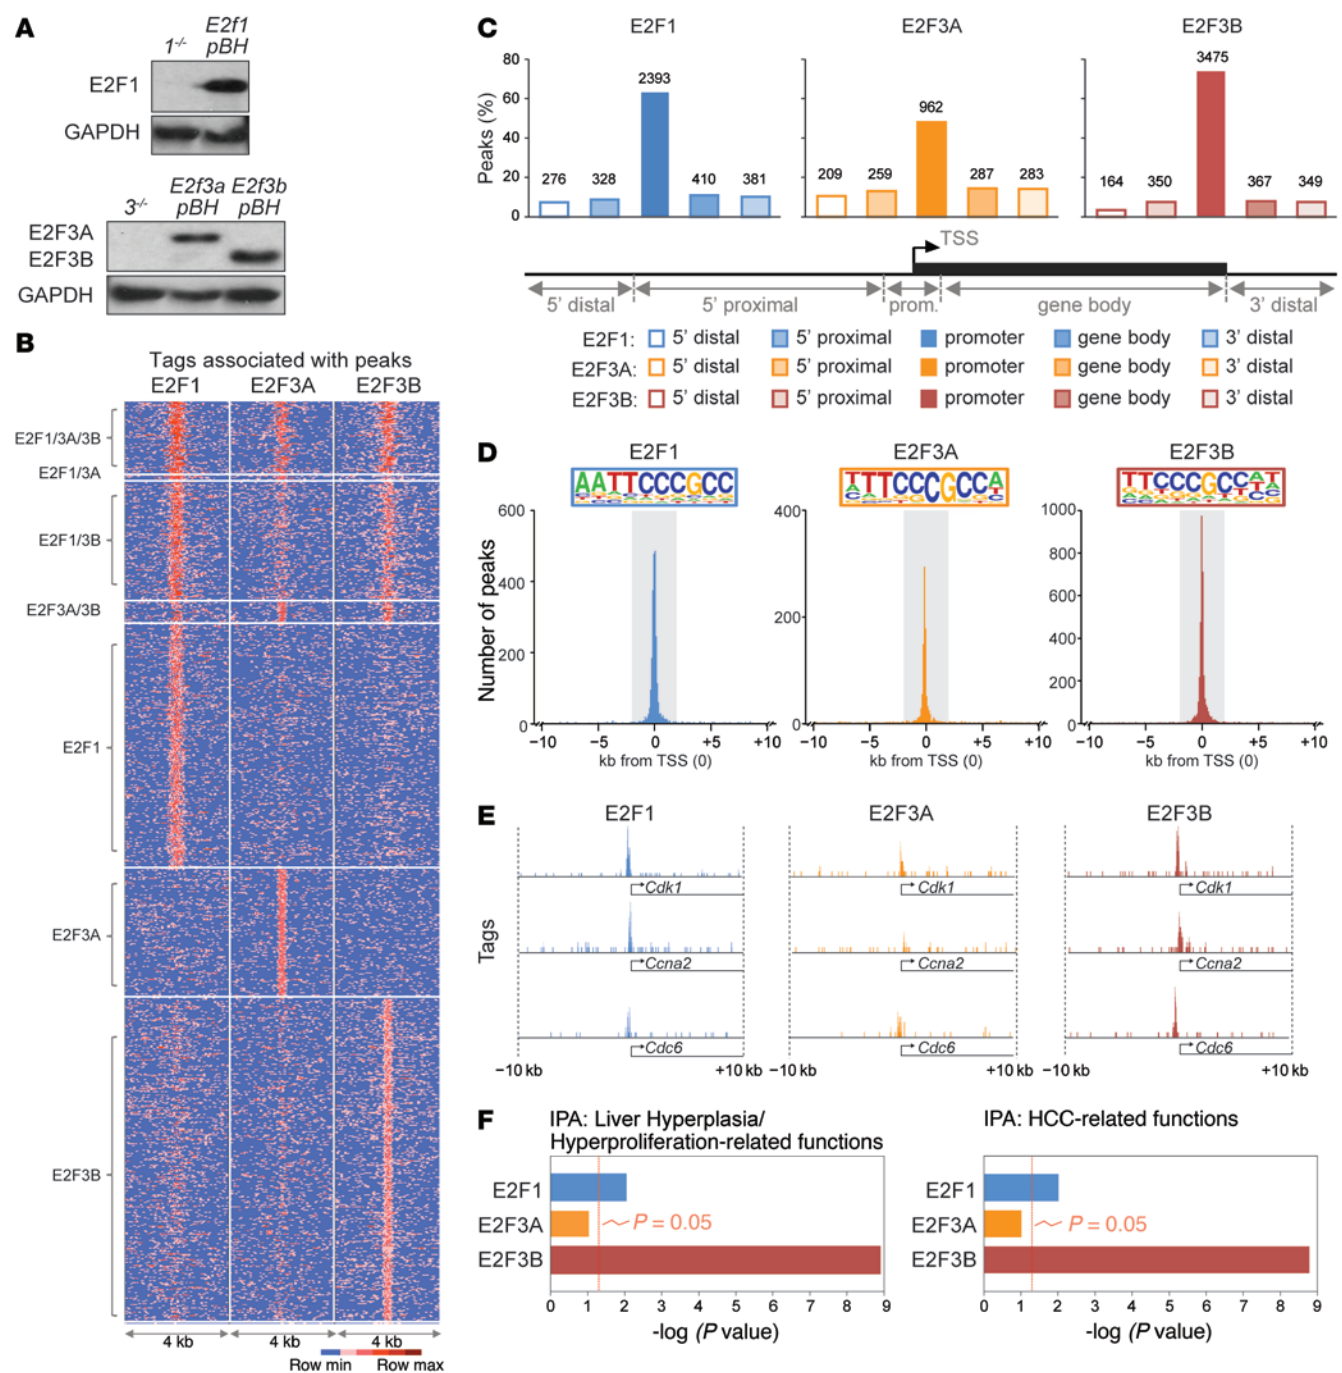 A
1-/-
E2f1
pBH
E2F1
GAPDH
3-/-
E2f3a
pBH
E2f3b
pBH
E2F3A
E2F3B
GAPDH
B
Tags associated with peaks
E2F1 E2F3A E2F3B
E2F1/3A/3B
E2F1/3A
E2F1/3B
E2F3A/3B
E2F1
E2F3A
E2F3B
4 kb 4 kb 4 kb
Row min Row max
C
E2F1 E2F3A E2F3B
Peaks (%)
80
60
40
20
0
276 328 2393 410 381
209 259 962 287 283
164 350 3475 367 349
TSS
5' distal 5' proximal prom. gene body 3' distal
E2F1: 5' distal 5' proximal promoter gene body 3' distal
E2F3A: 5' distal 5' proximal promoter gene body 3' distal
E2F3B: 5' distal 5' proximal promoter gene body 3' distal
D
E2F1 E2F3A E2F3B
AATTCCCGCC
TTTCCCGCCA
TTCCCGCCAT
Number of peaks
600
400
200
0
−10 −5 0 +5 +10
kb from TSS (0)
400
200
0
−10 −5 0 +5 +10
kb from TSS (0)
1000
800
600
400
200
0
−10 −5 0 +5 +10
kb from TSS (0)
E
E2F1 E2F3A E2F3B
Tags
Cdk1 Cdk1 Cdk1
Ccna2 Ccna2 Ccna2
Cdc6 Cdc6 Cdc6
−10 kb +10 kb −10 kb +10 kb −10 kb +10 kb
F
IPA: Liver Hyperplasia/
Hyperproliferation-related functions
E2F1
E2F3A
E2F3B
P = 0.05
0 1 2 3 4 5 6 7 8 9
-log (P value)
IPA: HCC-related functions
E2F1
E2F3A
E2F3B
P = 0.05
0 1 2 3 4 5 6 7 8 9
-log (P value)